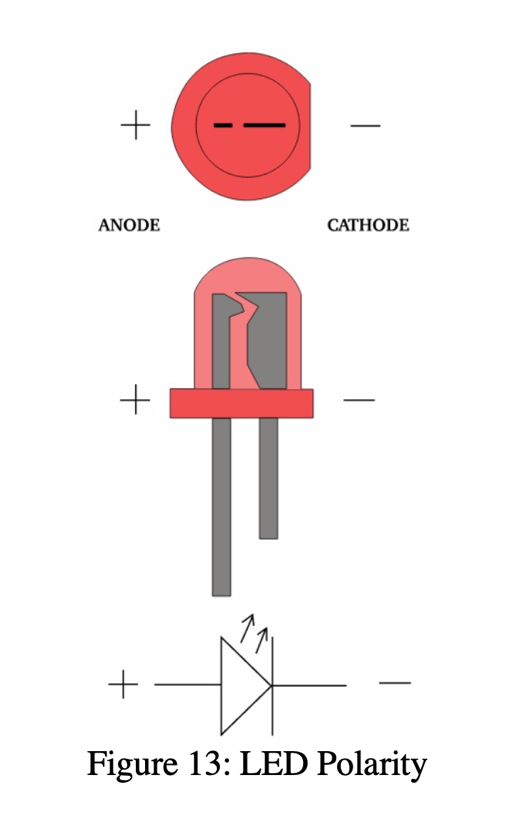 + −
ANODE CATHODE
+ −
+ −
Figure 13: LED Polarity